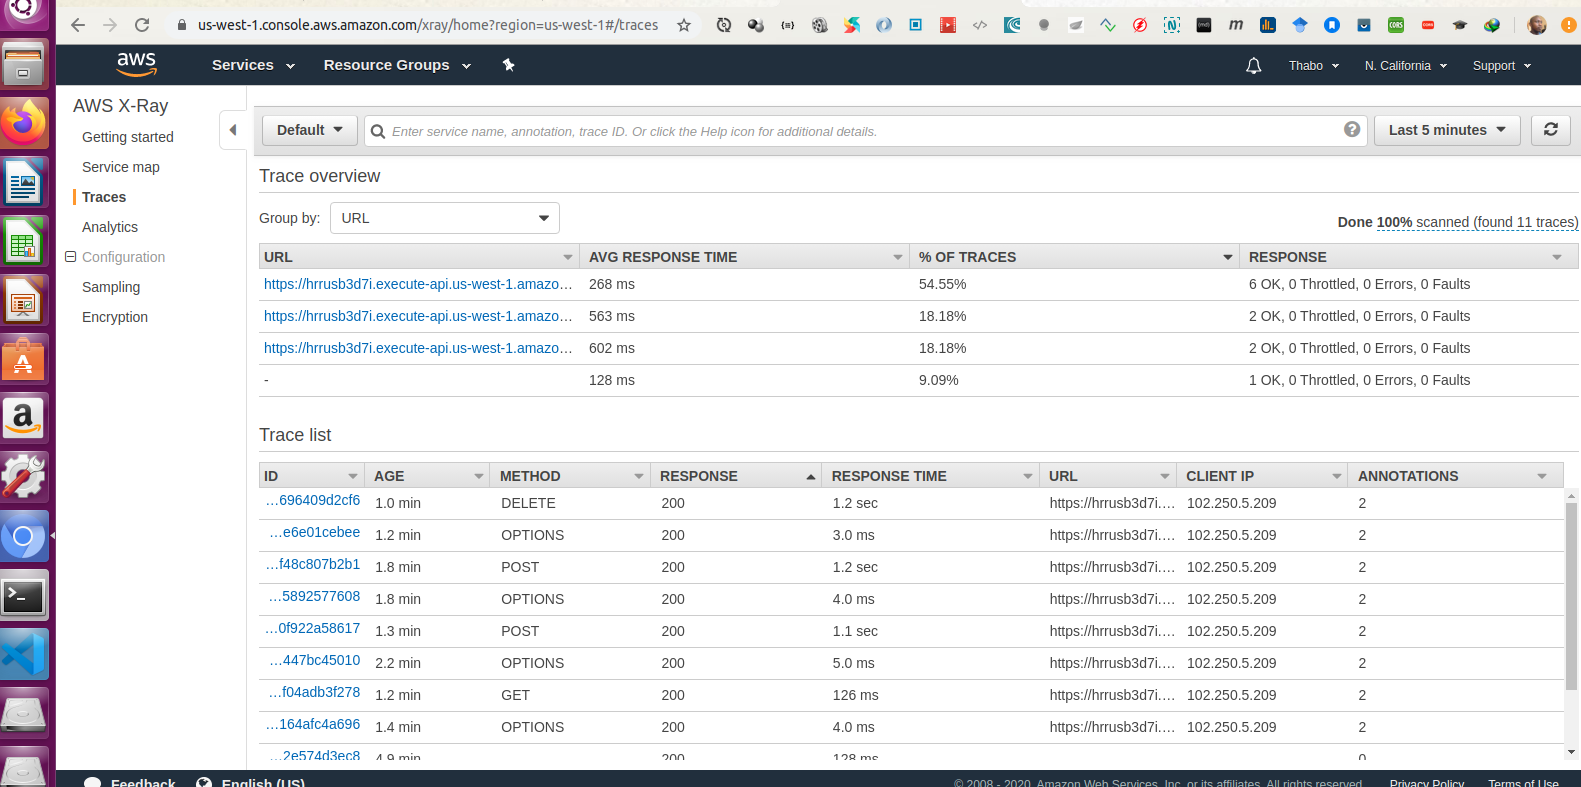 us-west-1.console.aws.amazon.com/xray/home?region=us-west-1#/traces
aws Services Resource Groups Thabo N. California Support
AWS X-Ray
Getting started
Service map
Traces
Analytics
Configuration
Sampling
Encryption
Default Enter service name, annotation, trace ID. Or click the Help icon for additional details. ? Last 5 minutes
Trace overview
Group by: URL
Done 100% scanned (found 11 traces)
URL AVG RESPONSE TIME % OF TRACES RESPONSE
https://hrrusb3d7i.execute-api.us-west-1.amazo... 268 ms 54.55% 6 OK, 0 Throttled, 0 Errors, 0 Faults
https://hrrusb3d7i.execute-api.us-west-1.amazo... 563 ms 18.18% 2 OK, 0 Throttled, 0 Errors, 0 Faults
https://hrrusb3d7i.execute-api.us-west-1.amazo... 602 ms 18.18% 2 OK, 0 Throttled, 0 Errors, 0 Faults
- 128 ms 9.09% 1 OK, 0 Throttled, 0 Errors, 0 Faults
Trace list
ID AGE METHOD RESPONSE RESPONSE TIME URL CLIENT IP ANNOTATIONS
...696409d2cf6 1.0 min DELETE 200 1.2 sec https://hrrusb3d7i.... 102.250.5.209 2
...e6e01cebee 1.2 min OPTIONS 200 3.0 ms https://hrrusb3d7i.... 102.250.5.209 2
...f48c807b2b1 1.8 min POST 200 1.2 sec https://hrrusb3d7i.... 102.250.5.209 2
...5892577608 1.8 min OPTIONS 200 4.0 ms https://hrrusb3d7i.... 102.250.5.209 2
...0f922a58617 1.3 min POST 200 1.1 sec https://hrrusb3d7i.... 102.250.5.209 2
...447bc45010 2.2 min OPTIONS 200 5.0 ms https://hrrusb3d7i.... 102.250.5.209 2
...f04adb3f278 1.2 min GET 200 126 ms https://hrrusb3d7i.... 102.250.5.209 2
...164afc4a696 1.4 min OPTIONS 200 4.0 ms https://hrrusb3d7i.... 102.250.5.209 2
...2e574d3ec8 4.9 min 200 128 ms 0
Feedback English (US) © 2008 - 2020, Amazon Web Services, Inc. or its affiliates. All rights reserved. Privacy Policy Terms of Use